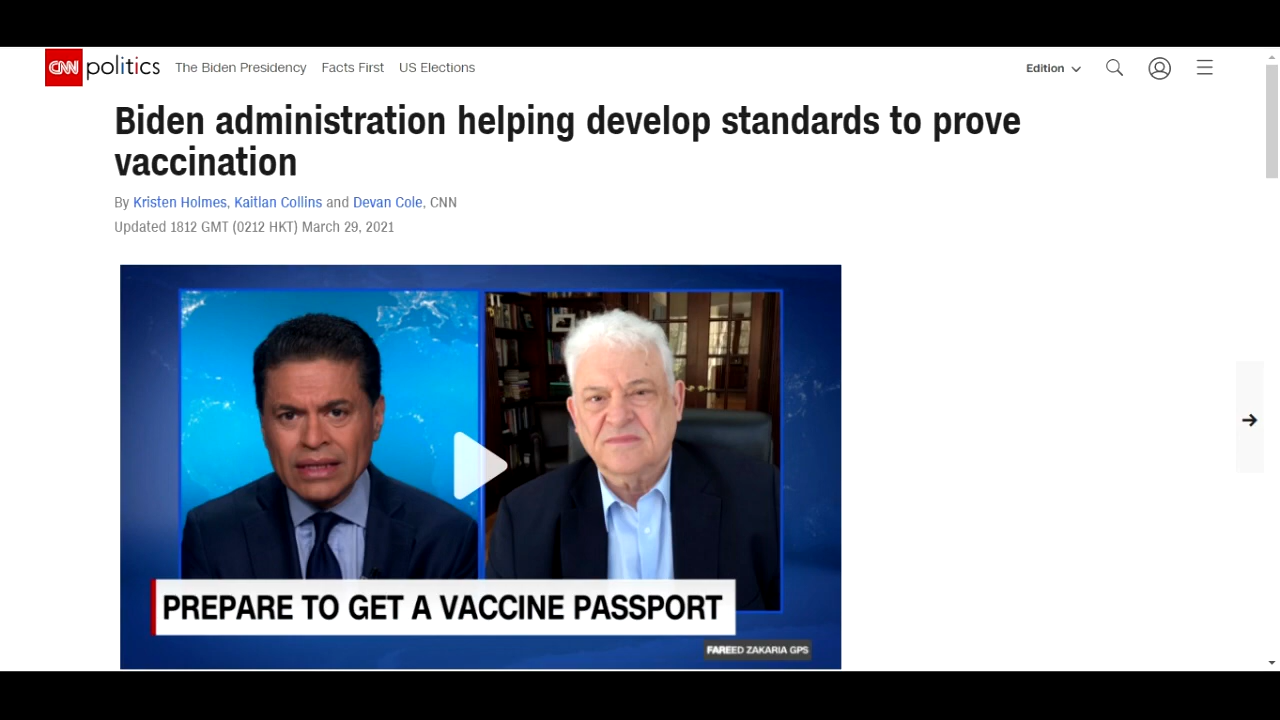 CNN politics The Biden Presidency Facts First US Elections Edition
Biden administration helping develop standards to prove
vaccination
By Kristen Holmes, Kaitlan Collins and Devan Cole, CNN
Updated 1812 GMT (0212 HKT) March 29, 2021
PREPARE TO GET A VACCINE PASSPORT
FAREED ZAKARIA GPS